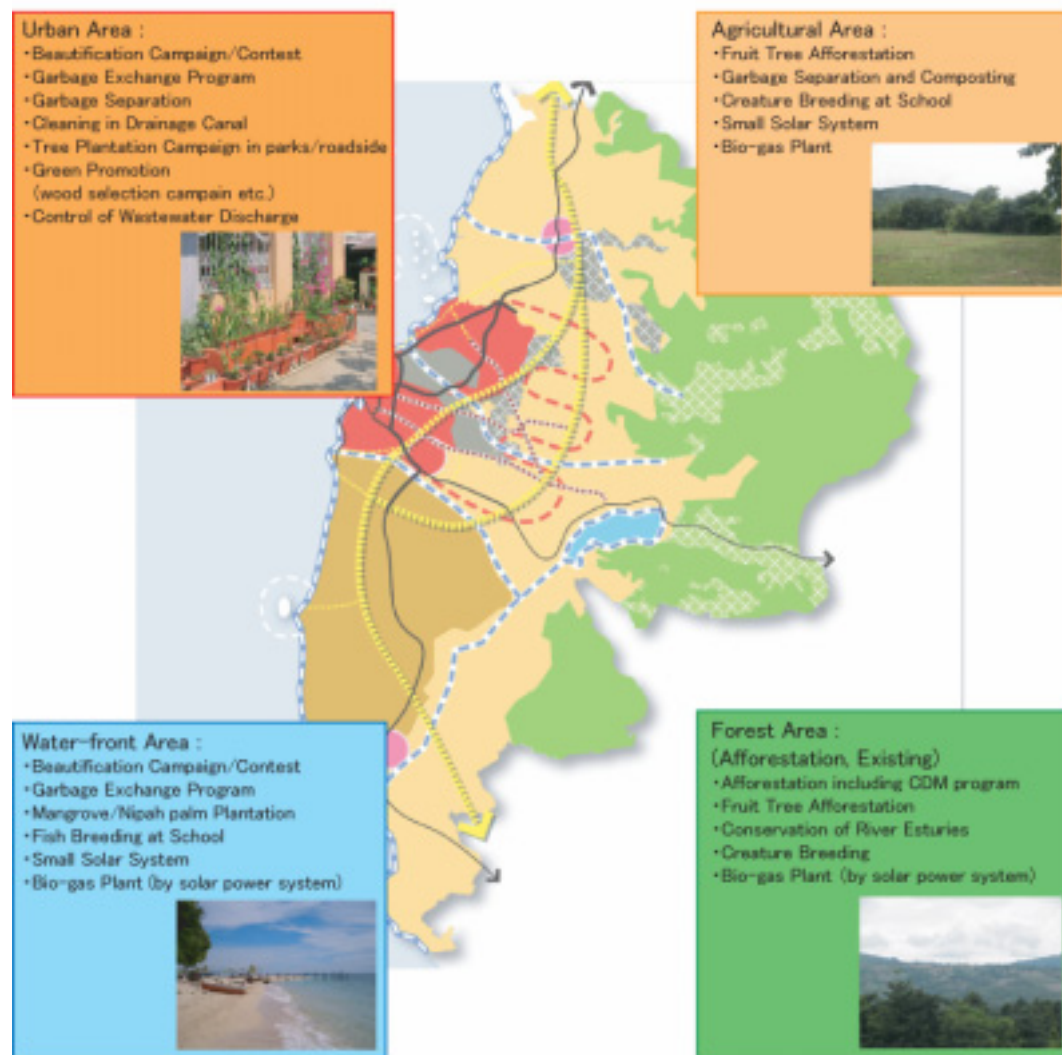 Urban Area :
・Beautification Campaign/Contest
・Garbage Exchange Program
・Garbage Separation
・Cleaning in Drainage Canal
・Tree Plantation Campaign in parks/roadside
・Green Promotion
(wood selection campain etc.)
・Control of Wastewater Discharge
Agricultural Area :
・Fruit Tree Afforestation
・Garbage Separation and Composting
・Creature Breeding at School
・Small Solar System
・Bio-gas Plant
Water-front Area :
・Beautification Campaign/Contest
・Garbage Exchange Program
・Mangrove/Nipah palm Plantation
・Fish Breeding at School
・Small Solar System
・Bio-gas Plant (by solar power system)
Forest Area :
(Afforestation, Existing)
・Afforestation including CDM program
・Fruit Tree Afforestation
・Conservation of River Esturies
・Creature Breeding
・Bio-gas Plant (by solar power system)